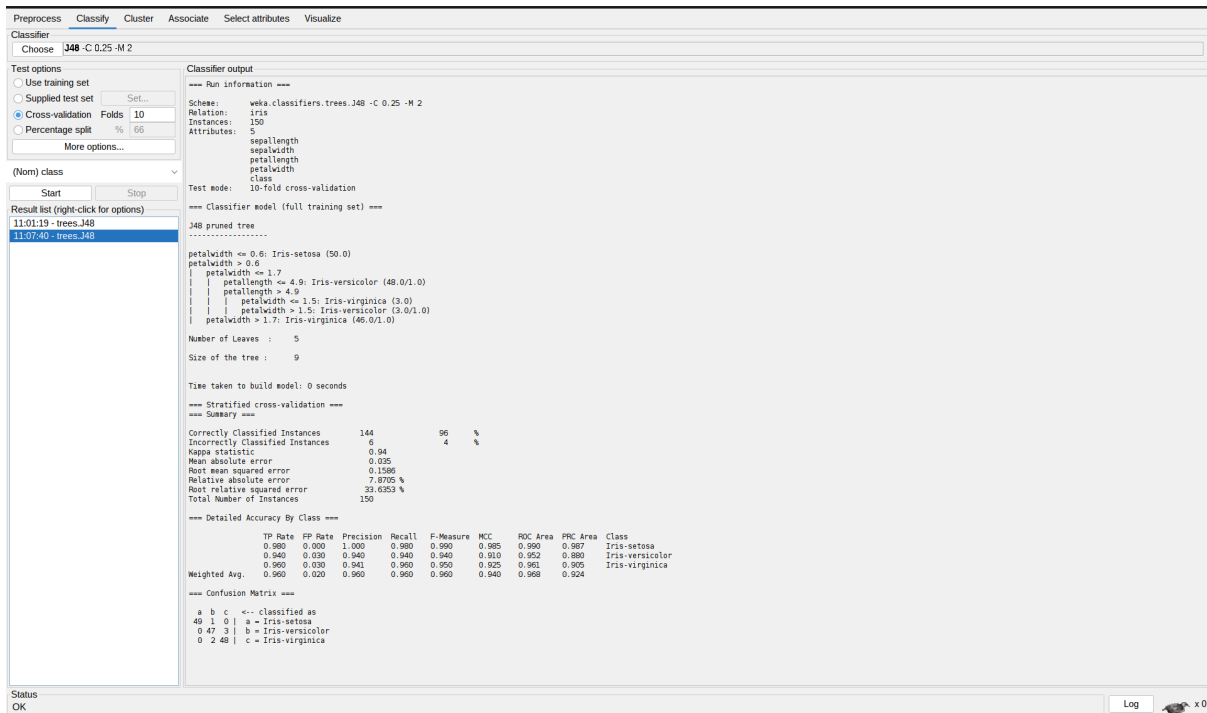 Preprocess Classify Cluster Associate Select attributes Visualize
Classifier
Choose J48 -C 0.25 -M 2
Test options
Use training set
Supplied test set Set...
Cross-validation Folds 10
Percentage split % 66
More options...
(Nom) class
Start Stop
Result list (right-click for options)
11:01:19 - trees.J48
11:07:40 - trees.J48
Classifier output
=== Run information ===
Scheme: weka.classifiers.trees.J48 -C 0.25 -M 2
Relation: iris
Instances: 150
Attributes: 5
sepallength
sepalwidth
petallength
petalwidth
class
Test mode: 10-fold cross-validation
=== Classifier model (full training set) ===
J48 pruned tree
------------------
petalwidth <= 0.6: Iris-setosa (50.0)
petalwidth > 0.6
| petalwidth <= 1.7
| | petallength <= 4.9: Iris-versicolor (48.0/1.0)
| | petallength > 4.9
| | | petalwidth <= 1.5: Iris-virginica (3.0)
| | | petalwidth > 1.5: Iris-versicolor (3.0/1.0)
| petalwidth > 1.7: Iris-virginica (46.0/1.0)
Number of Leaves : 5
Size of the tree : 9
Time taken to build model: 0 seconds
=== Stratified cross-validation ===
=== Summary ===
Correctly Classified Instances 144 96 %
Incorrectly Classified Instances 6 4 %
Kappa statistic 0.94
Mean absolute error 0.035
Root mean squared error 0.1586
Relative absolute error 7.8705 %
Root relative squared error 33.6353 %
Total Number of Instances 150
=== Detailed Accuracy By Class ===
TP Rate FP Rate Precision Recall F-Measure MCC ROC Area PRC Area Class
0.980 0.000 1.000 0.980 0.990 0.985 0.990 0.987 Iris-setosa
0.940 0.030 0.940 0.940 0.940 0.910 0.952 0.880 Iris-versicolor
0.960 0.030 0.941 0.960 0.950 0.925 0.961 0.905 Iris-virginica
Weighted Avg. 0.960 0.020 0.960 0.960 0.960 0.940 0.968 0.924
=== Confusion Matrix ===
a b c <-- classified as
49 1 0 | a = Iris-setosa
0 47 3 | b = Iris-versicolor
0 2 48 | c = Iris-virginica
Status
OK
Log x 0